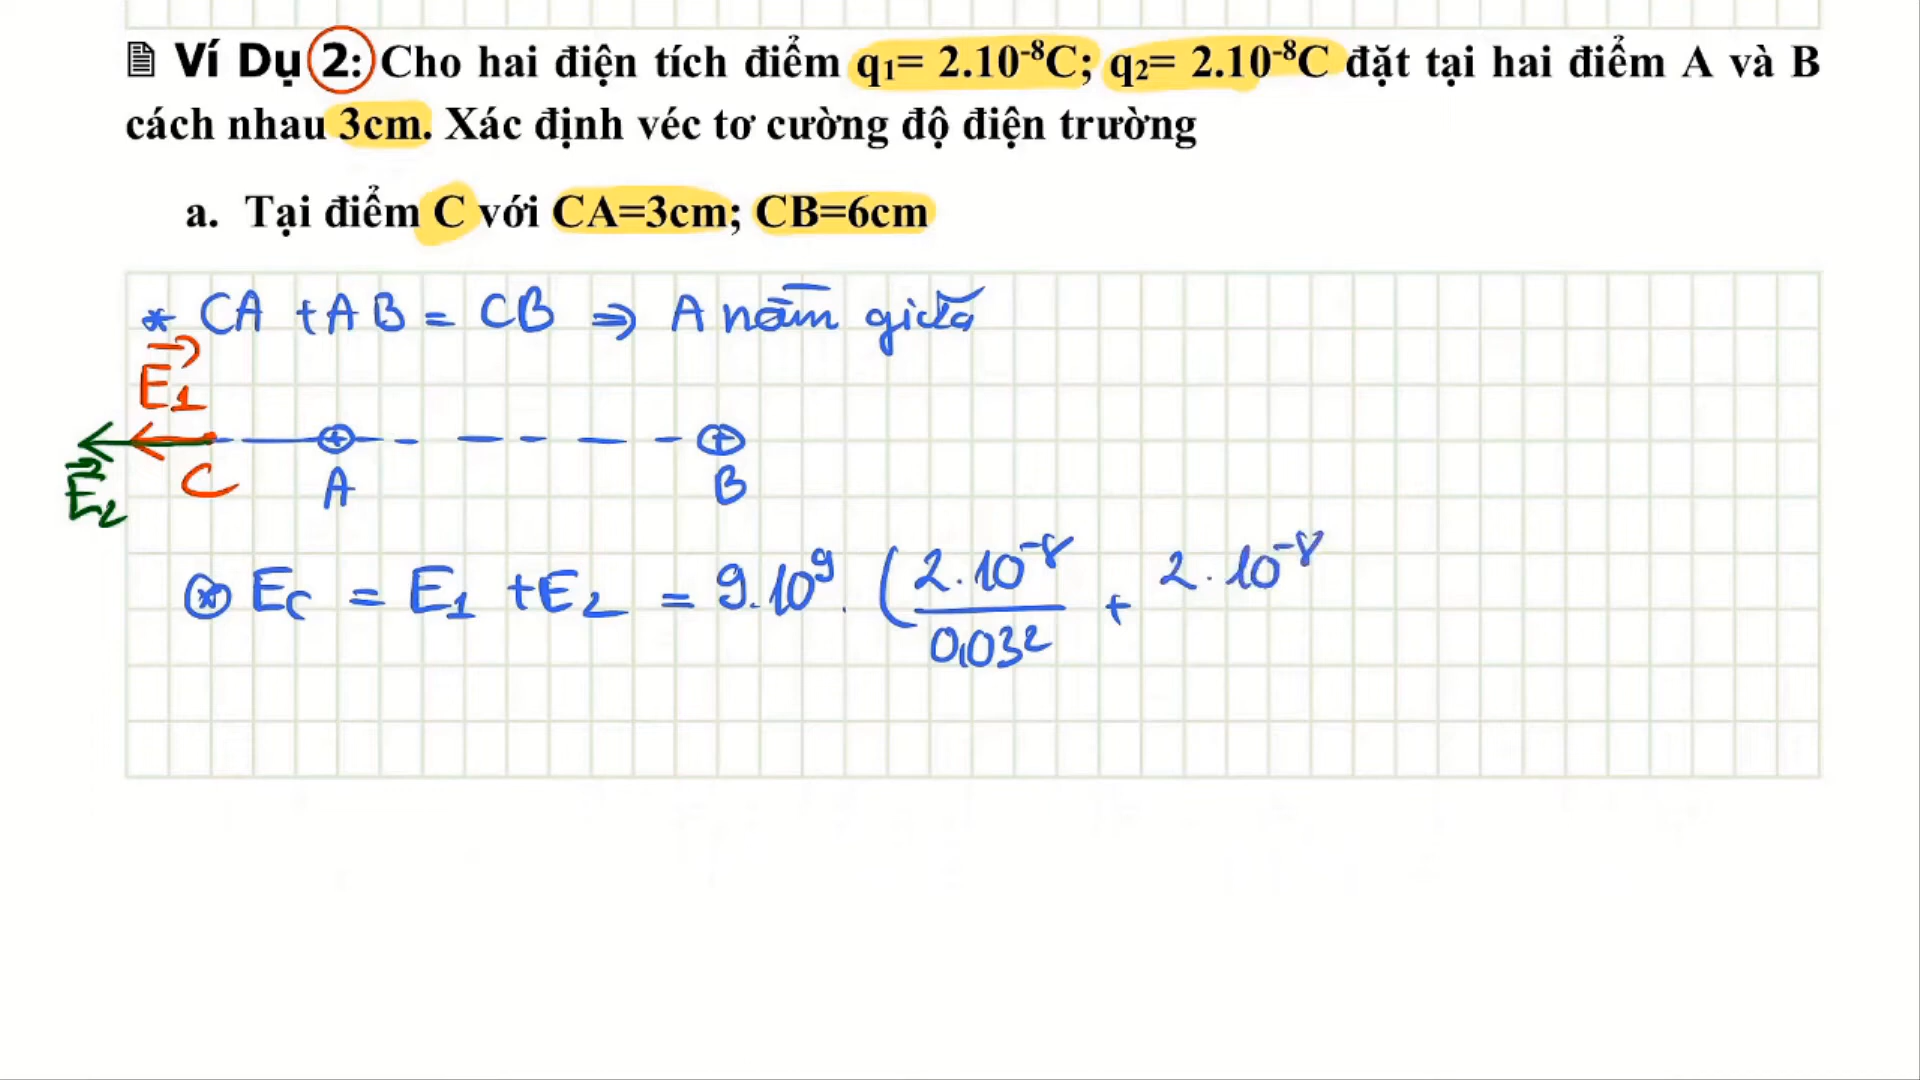 Ví Dụ 2: Cho hai điện tích điểm q₁= 2.10⁻⁸C; q₂= 2.10⁻⁸C đặt tại hai điểm A và B
cách nhau 3cm. Xác định véc tơ cường độ điện trường
a. Tại điểm C với CA=3cm; CB=6cm
* CA + AB = CB ⇒ A nằm giữa
E₁
C A B
E₂
⊛ E_C = E₁ + E₂ = 9.10⁹. (2.10⁻⁸ / 0,03² + 2.10⁻⁸